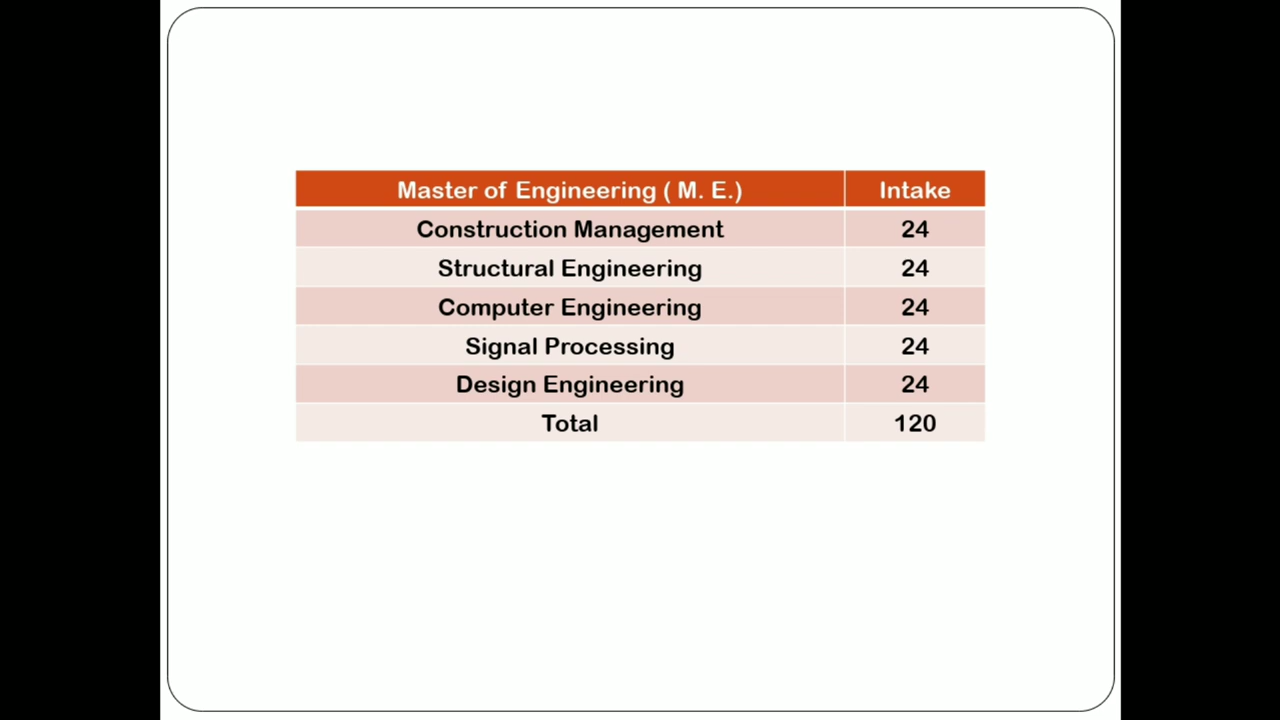 Master of Engineering ( M. E.) Intake
Construction Management 24
Structural Engineering 24
Computer Engineering 24
Signal Processing 24
Design Engineering 24
Total 120